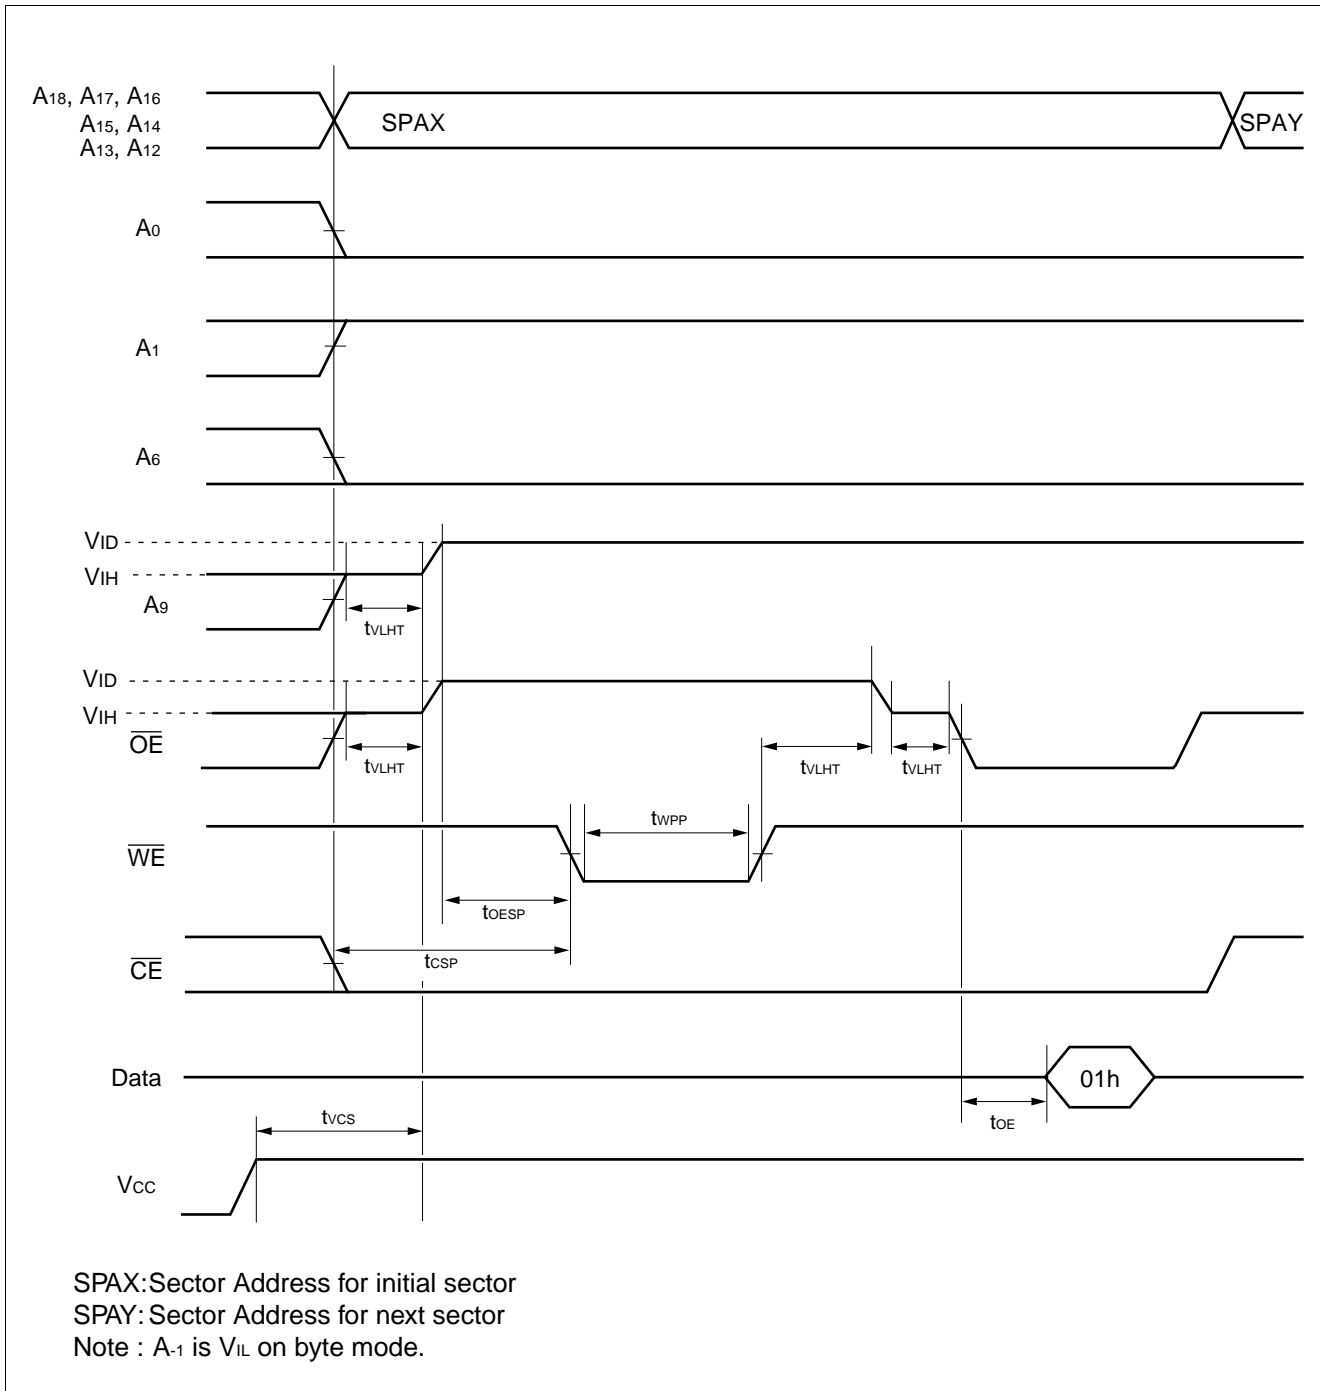 A18, A17, A16
A15, A14
A13, A12
SPAX
SPAY
A0
A1
A6
VID
VIH
A9
tVLHT
VID
VIH
OE
tVLHT
tVLHT
tVLHT
tWPP
WE
tOESP
tCSP
CE
Data
01h
tOE
tVCS
VCC
SPAX: Sector Address for initial sector
SPAY: Sector Address for next sector
Note : A-1 is VIL on byte mode.